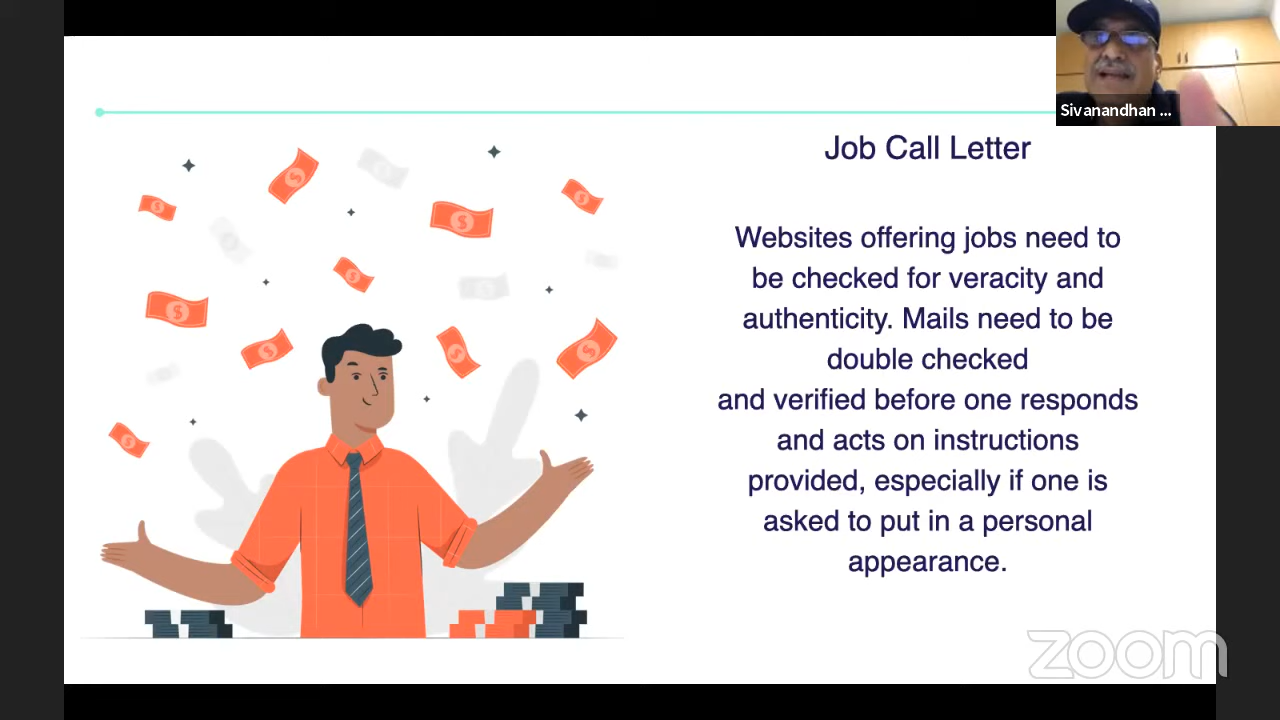 Sivanandhan ...
Job Call Letter
Websites offering jobs need to
be checked for veracity and
authenticity. Mails need to be
double checked
and verified before one responds
and acts on instructions
provided, especially if one is
asked to put in a personal
appearance.
zoom